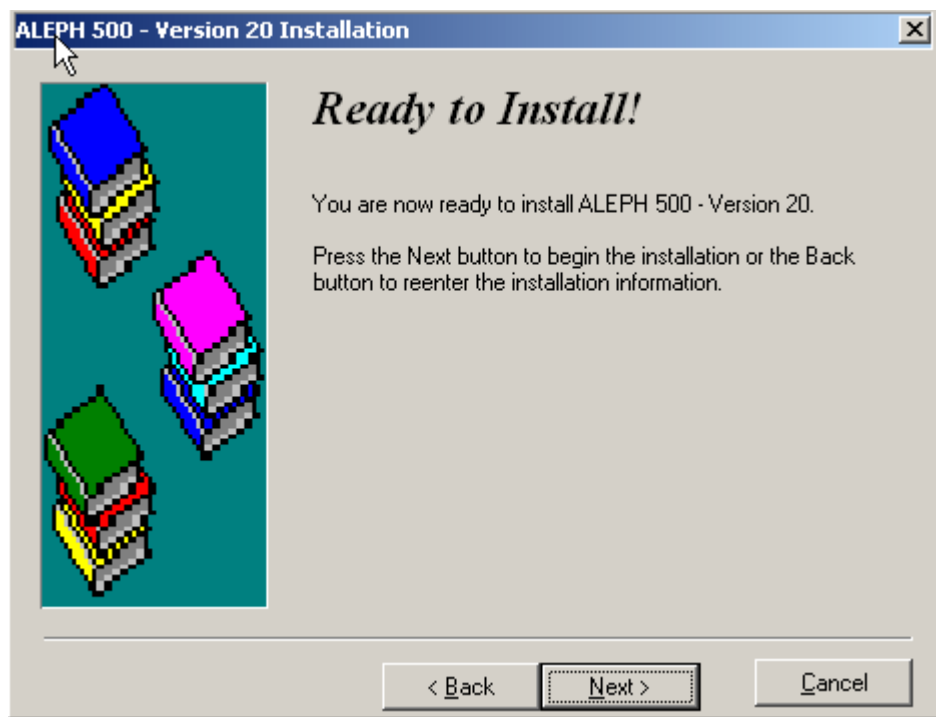 ALEPH 500 - Version 20 Installation
Ready to Install!
You are now ready to install ALEPH 500 - Version 20.
Press the Next button to begin the installation or the Back
button to reenter the installation information.
< Back
Next >
Cancel